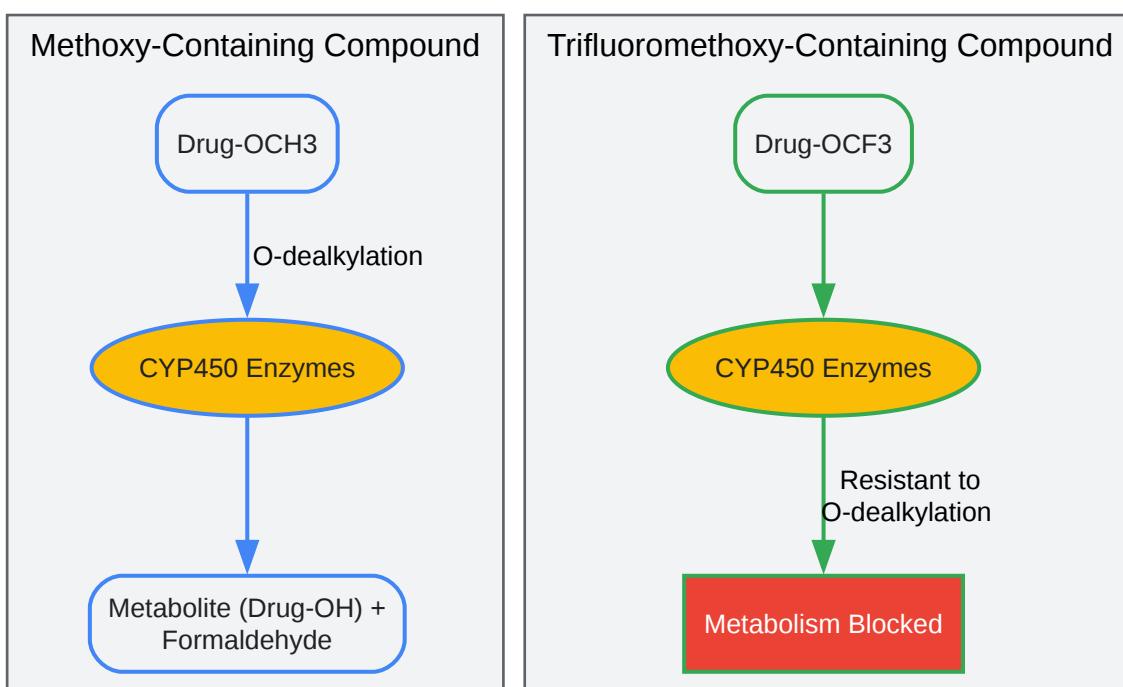 Methoxy-Containing Compound
Drug-OCH3
O-dealkylation
CYP450 Enzymes
Metabolite (Drug-OH) +
Formaldehyde
Trifluoromethoxy-Containing Compound
Drug-OCF3
CYP450 Enzymes
Resistant to
O-dealkylation
Metabolism Blocked